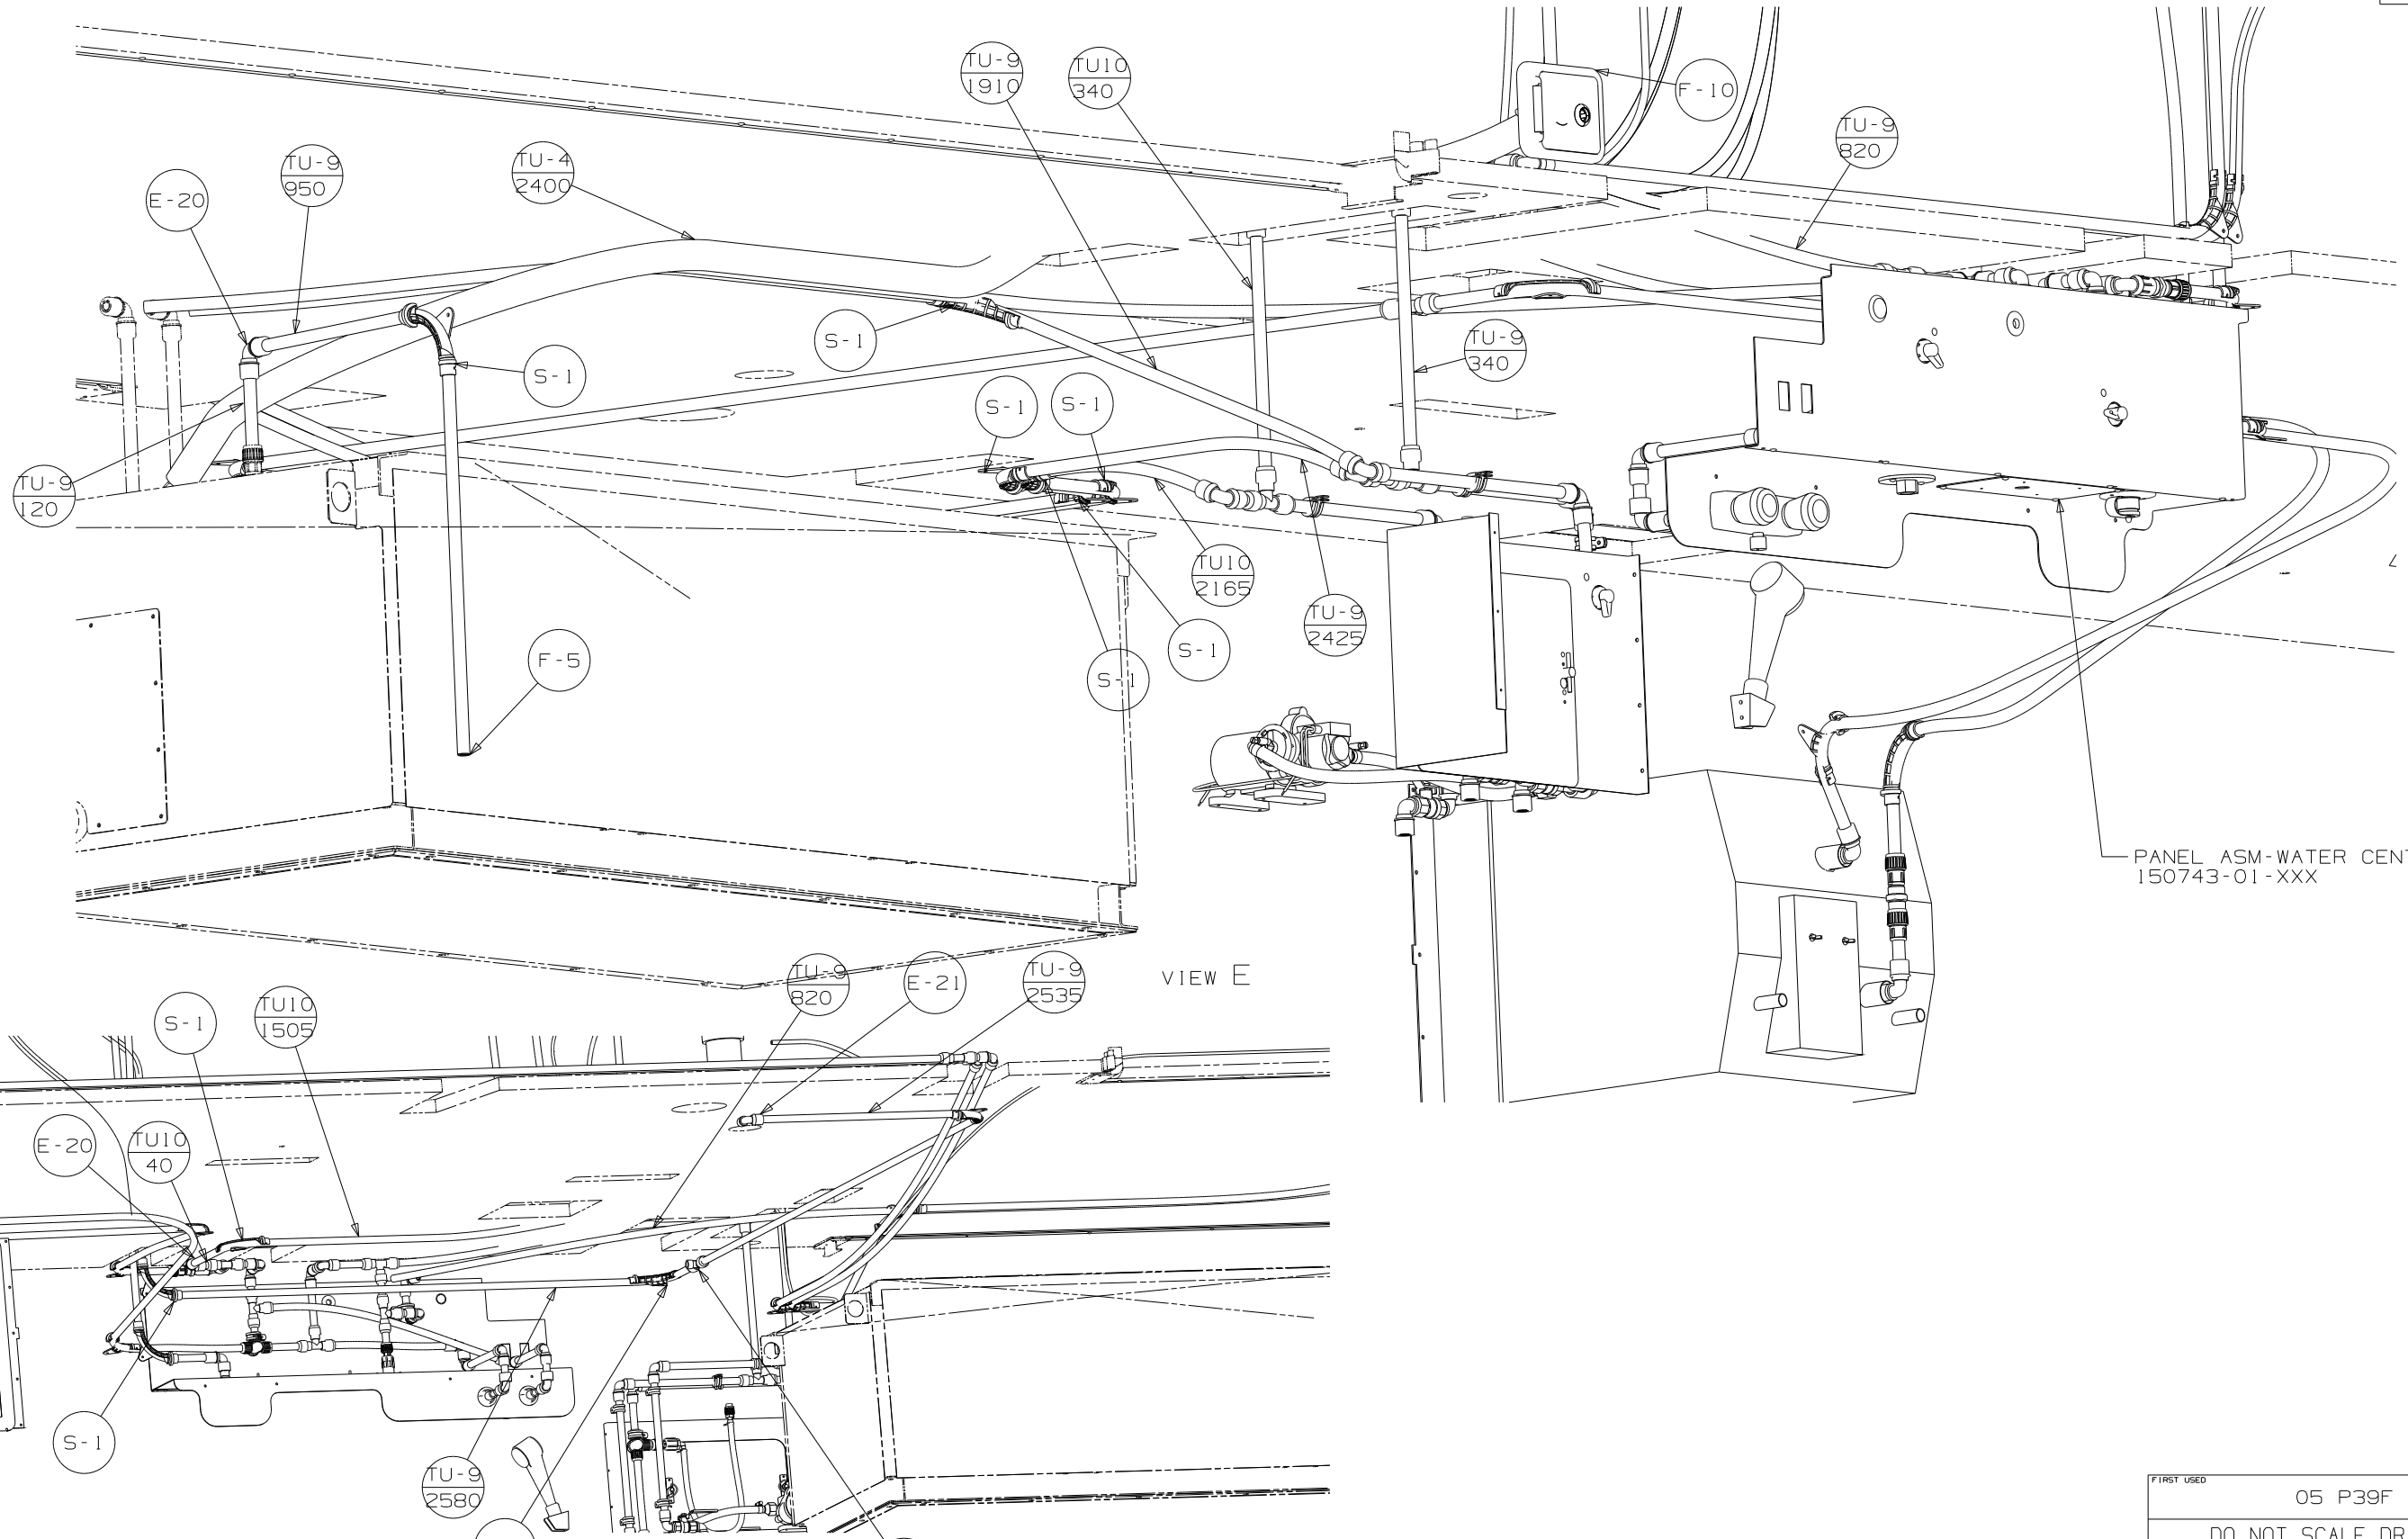 TU-9
1910
TU10
340
F-10
TU-9
820
TU-4
2400
TU-9
950
E-20
S-1
S-1
TU-9
340
S-1
S-1
TU-9
120
TU10
2165
TU-9
2425
S-1
S-1
F-5
PANEL ASM-WATER CENT
150743-01-XXX
VIEW E
TU-9
820
E-21
TU-9
2535
S-1
TU10
1505
E-20
TU10
40
S-1
TU-9
2580
FIRST USED
05 P39F
DO NOT SCALE DR